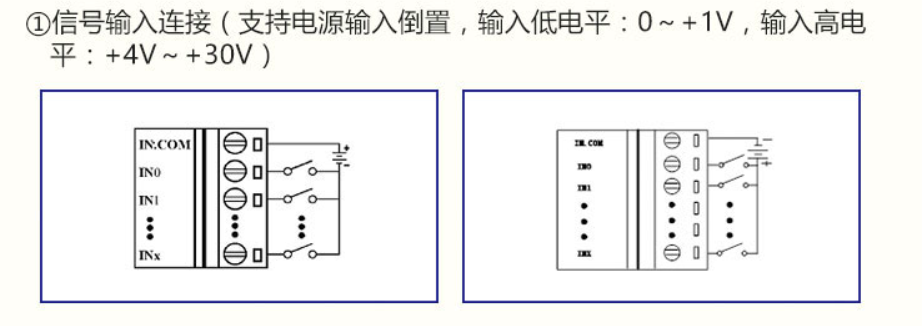 ①信号输入连接（支持电源输入倒置，输入低电平：0～+1V，输入高电
平：+4V～+30V）
IN.COM
IN0
IN1
INx
+
-
IN.COM
IN0
IN1
INX
-
+